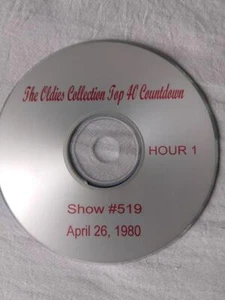 The Oldies Collection Top 40 Countdown
HOUR 1
Show #519
April 26, 1980